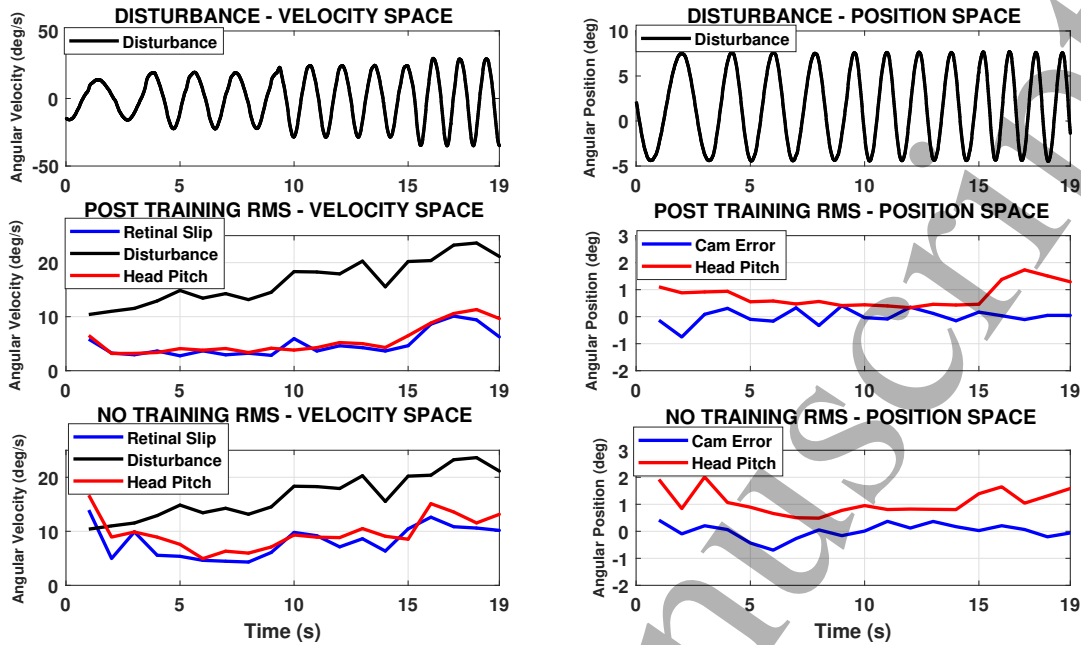 DISTURBANCE - VELOCITY SPACE
Angular Velocity (deg/s)
50
0
-50
Disturbance
0 5 10 15 19
DISTURBANCE - POSITION SPACE
Angular Position (deg)
10
5
0
-5
Disturbance
0 5 10 15 19
POST TRAINING RMS - VELOCITY SPACE
Angular Velocity (deg/s)
20
10
0
Retinal Slip
Disturbance
Head Pitch
0 5 10 15 19
POST TRAINING RMS - POSITION SPACE
Angular Position (deg)
3
2
1
0
-1
-2
Cam Error
Head Pitch
0 5 10 15 19
NO TRAINING RMS - VELOCITY SPACE
Angular Velocity (deg/s)
20
10
0
Retinal Slip
Disturbance
Head Pitch
0 5 10 15 19
Time (s)
NO TRAINING RMS - POSITION SPACE
Angular Position (deg)
3
2
1
0
-1
-2
Cam Error
Head Pitch
0 5 10 15 19
Time (s)
nuscrip